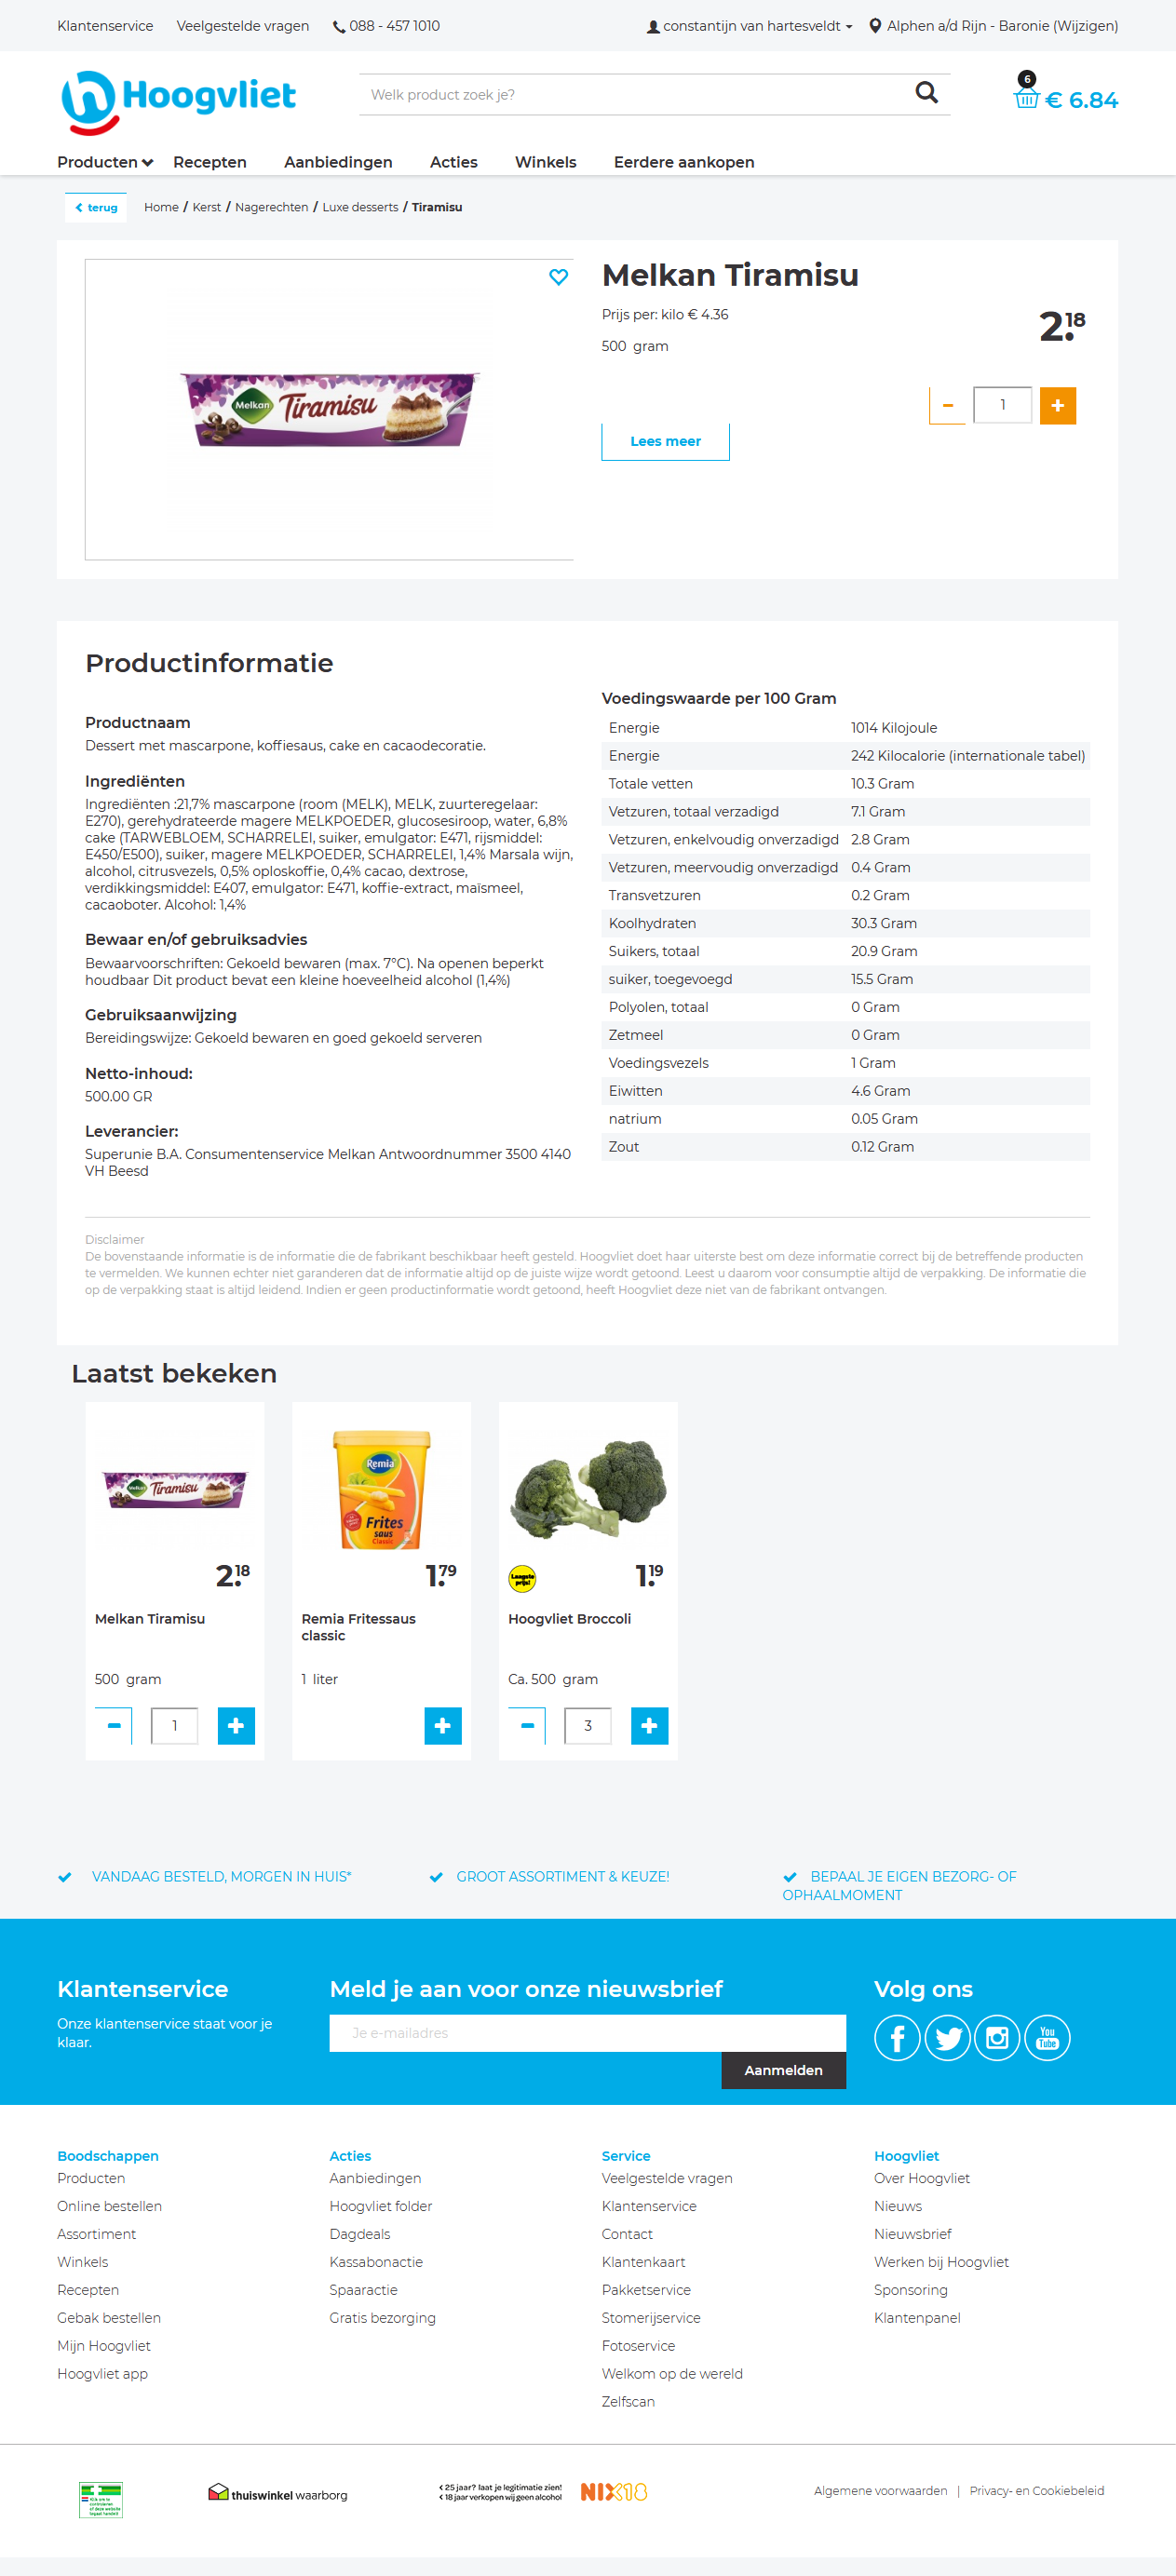 Klantenservice Veelgestelde vragen 088 - 457 1010 constantijn van hartesveldt Alphen a/d Rijn - Baronie (Wijzigen)
Hoogvliet
Welk product zoek je?
6
€ 6.84
Producten Recepten Aanbiedingen Acties Winkels Eerdere aankopen
terug Home / Kerst / Nagerechten / Luxe desserts / Tiramisu
Melkan Tiramisu
Melkan Tiramisu
Prijs per: kilo € 4.36
2.18
500 gram
- 1 +
Lees meer
Productinformatie
Productnaam
Dessert met mascarpone, koffiesaus, cake en cacaodecoratie.
Ingrediënten
Ingrediënten :21,7% mascarpone (room (MELK), MELK, zuurteregelaar:
E270), gerehydrateerde magere MELKPOEDER, glucosesiroop, water, 6,8%
cake (TARWEBLOEM, SCHARRELEI, suiker, emulgator: E471, rijsmiddel:
E450/E500), suiker, magere MELKPOEDER, SCHARRELEI, 1,4% Marsala wijn,
alcohol, citrusvezels, 0,5% oploskoffie, 0,4% cacao, dextrose,
verdikkingsmiddel: E407, emulgator: E471, koffie-extract, maïsmeel,
cacaoboter. Alcohol: 1,4%
Bewaar en/of gebruiksadvies
Bewaarvoorschriften: Gekoeld bewaren (max. 7°C). Na openen beperkt
houdbaar Dit product bevat een kleine hoeveelheid alcohol (1,4%)
Gebruiksaanwijzing
Bereidingswijze: Gekoeld bewaren en goed gekoeld serveren
Netto-inhoud:
500.00 GR
Leverancier:
Superunie B.A. Consumentenservice Melkan Antwoordnummer 3500 4140
VH Beesd
Voedingswaarde per 100 Gram
Energie 1014 Kilojoule
Energie 242 Kilocalorie (internationale tabel)
Totale vetten 10.3 Gram
Vetzuren, totaal verzadigd 7.1 Gram
Vetzuren, enkelvoudig onverzadigd 2.8 Gram
Vetzuren, meervoudig onverzadigd 0.4 Gram
Transvetzuren 0.2 Gram
Koolhydraten 30.3 Gram
Suikers, totaal 20.9 Gram
suiker, toegevoegd 15.5 Gram
Polyolen, totaal 0 Gram
Zetmeel 0 Gram
Voedingsvezels 1 Gram
Eiwitten 4.6 Gram
natrium 0.05 Gram
Zout 0.12 Gram
Disclaimer
De bovenstaande informatie is de informatie die de fabrikant beschikbaar heeft gesteld. Hoogvliet doet haar uiterste best om deze informatie correct bij de betreffende producten
te vermelden. We kunnen echter niet garanderen dat de informatie altijd op de juiste wijze wordt getoond. Leest u daarom voor consumptie altijd de verpakking. De informatie die
op de verpakking staat is altijd leidend. Indien er geen productinformatie wordt getoond, heeft Hoogvliet deze niet van de fabrikant ontvangen.
Laatst bekeken
Melkan Tiramisu
2.18
Melkan Tiramisu
500 gram
- 1 +
Remia
Frites
saus
Classic
1.79
Remia Fritessaus
classic
1 liter
+
Laagste
prijs!
1.19
Hoogvliet Broccoli
Ca. 500 gram
- 3 +
VANDAAG BESTELD, MORGEN IN HUIS*
GROOT ASSORTIMENT & KEUZE!
BEPAAL JE EIGEN BEZORG- OF
OPHAALMOMENT
Klantenservice
Onze klantenservice staat voor je
klaar.
Meld je aan voor onze nieuwsbrief
Je e-mailadres
Aanmelden
Volg ons
You
Tube
Boodschappen
Producten
Online bestellen
Assortiment
Winkels
Recepten
Gebak bestellen
Mijn Hoogvliet
Hoogvliet app
Acties
Aanbiedingen
Hoogvliet folder
Dagdeals
Kassabonactie
Spaaractie
Gratis bezorging
Service
Veelgestelde vragen
Klantenservice
Contact
Klantenkaart
Pakketservice
Stomerijservice
Fotoservice
Welkom op de wereld
Zelfscan
Hoogvliet
Over Hoogvliet
Nieuws
Nieuwsbrief
Werken bij Hoogvliet
Sponsoring
Klantenpanel
thuiswinkel waarborg
< 25 jaar? laat je legitimatie zien!
< 18 jaar verkopen wij geen alcohol
NIX18
Algemene voorwaarden | Privacy- en Cookiebeleid